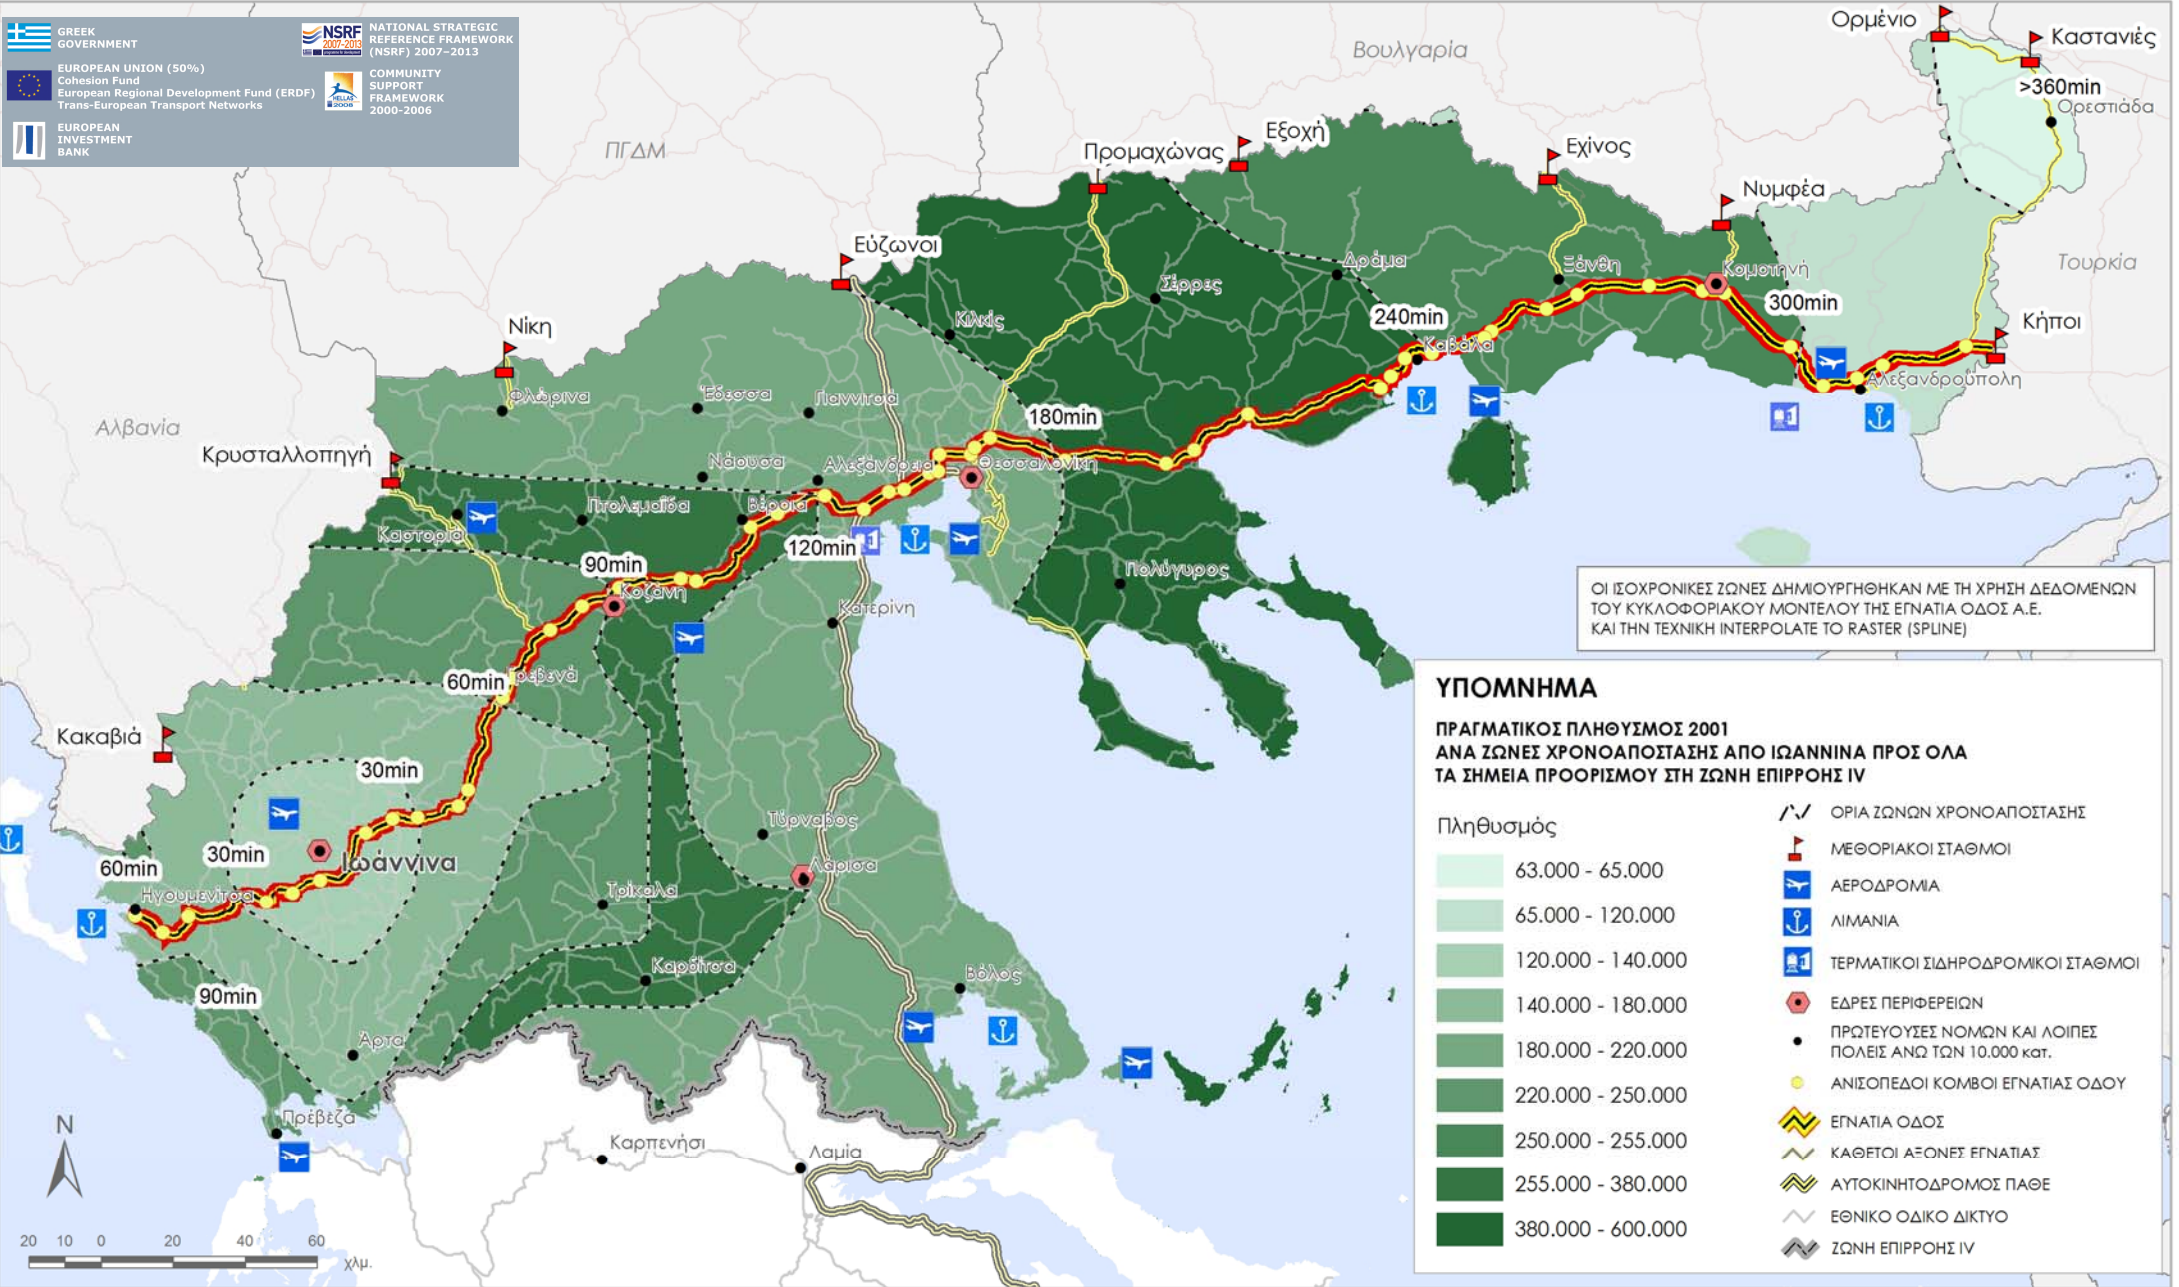 GREEK
GOVERNMENT
EUROPEAN UNION (50%)
Cohesion Fund
European Regional Development Fund (ERDF)
Trans-European Transport Networks
EUROPEAN
INVESTMENT
BANK
NSRF
2007-2013
NATIONAL STRATEGIC
REFERENCE FRAMEWORK
(NSRF) 2007–2013
HELLAS
2006
COMMUNITY
SUPPORT
FRAMEWORK
2000-2006
Ορμένιο
Καστανιές
Βουλγαρία
>360min
Ορεστιάδα
ΠΓΔΜ
Προμαχώνας
Εξοχή
Εχίνος
Νυμφέα
Εύζωνοι
Τουρκία
Δράμα
Ξάνθη
Κομοτηνή
Σέρρες
300min
240min
Κιλκίς
Κήποι
Νίκη
Καβάλα
Αλεξανδρούπολη
Φλώρινα
Έδεσσα
Γιαννιτσά
180min
Αλβανία
Κρυσταλλοπηγή
Νάουσα
Αλεξάνδρεια
Θεσσαλονίκη
Πτολεμαΐδα
Βέροια
Καστοριά
120min
90min
Κοζάνη
Πολύγυρος
Κατερίνη
60min
Γρεβενά
Κακαβιά
30min
Τύρναβος
30min
Ιωάννινα
60min
Λάρισα
Ηγουμενίτσα
Τρίκαλα
Καρδίτσα
Βόλος
90min
Άρτα
Πρέβεζα
Καρπενήσι
Λαμία
N
20 10 0 20 40 60
χλμ.
ΟΙ ΙΣΟΧΡΟΝΙΚΕΣ ΖΩΝΕΣ ΔΗΜΙΟΥΡΓΗΘΗΚΑΝ ΜΕ ΤΗ ΧΡΗΣΗ ΔΕΔΟΜΕΝΩΝ
ΤΟΥ ΚΥΚΛΟΦΟΡΙΑΚΟΥ ΜΟΝΤΕΛΟΥ ΤΗΣ ΕΓΝΑΤΙΑ ΟΔΟΣ Α.Ε.
ΚΑΙ ΤΗΝ ΤΕΧΝΙΚΗ INTERPOLATE TO RASTER (SPLINE)
ΥΠΟΜΝΗΜΑ
ΠΡΑΓΜΑΤΙΚΟΣ ΠΛΗΘΥΣΜΟΣ 2001
ΑΝΑ ΖΩΝΕΣ ΧΡΟΝΟΑΠΟΣΤΑΣΗΣ ΑΠΟ ΙΩΑΝΝΙΝΑ ΠΡΟΣ ΟΛΑ
ΤΑ ΣΗΜΕΙΑ ΠΡΟΟΡΙΣΜΟΥ ΣΤΗ ΖΩΝΗ ΕΠΙΡΡΟΗΣ IV
Πληθυσμός
63.000 - 65.000
65.000 - 120.000
120.000 - 140.000
140.000 - 180.000
180.000 - 220.000
220.000 - 250.000
250.000 - 255.000
255.000 - 380.000
380.000 - 600.000
ΟΡΙΑ ΖΩΝΩΝ ΧΡΟΝΟΑΠΟΣΤΑΣΗΣ
ΜΕΘΟΡΙΑΚΟΙ ΣΤΑΘΜΟΙ
ΑΕΡΟΔΡΟΜΙΑ
ΛΙΜΑΝΙΑ
ΤΕΡΜΑΤΙΚΟΙ ΣΙΔΗΡΟΔΡΟΜΙΚΟΙ ΣΤΑΘΜΟΙ
ΕΔΡΕΣ ΠΕΡΙΦΕΡΕΙΩΝ
ΠΡΩΤΕΥΟΥΣΕΣ ΝΟΜΩΝ ΚΑΙ ΛΟΙΠΕΣ
ΠΟΛΕΙΣ ΑΝΩ ΤΩΝ 10.000 κατ.
ΑΝΙΣΟΠΕΔΟΙ ΚΟΜΒΟΙ ΕΓΝΑΤΙΑΣ ΟΔΟΥ
ΕΓΝΑΤΙΑ ΟΔΟΣ
ΚΑΘΕΤΟΙ ΑΞΟΝΕΣ ΕΓΝΑΤΙΑΣ
ΑΥΤΟΚΙΝΗΤΟΔΡΟΜΟΣ ΠΑΘΕ
ΕΘΝΙΚΟ ΟΔΙΚΟ ΔΙΚΤΥΟ
ΖΩΝΗ ΕΠΙΡΡΟΗΣ IV